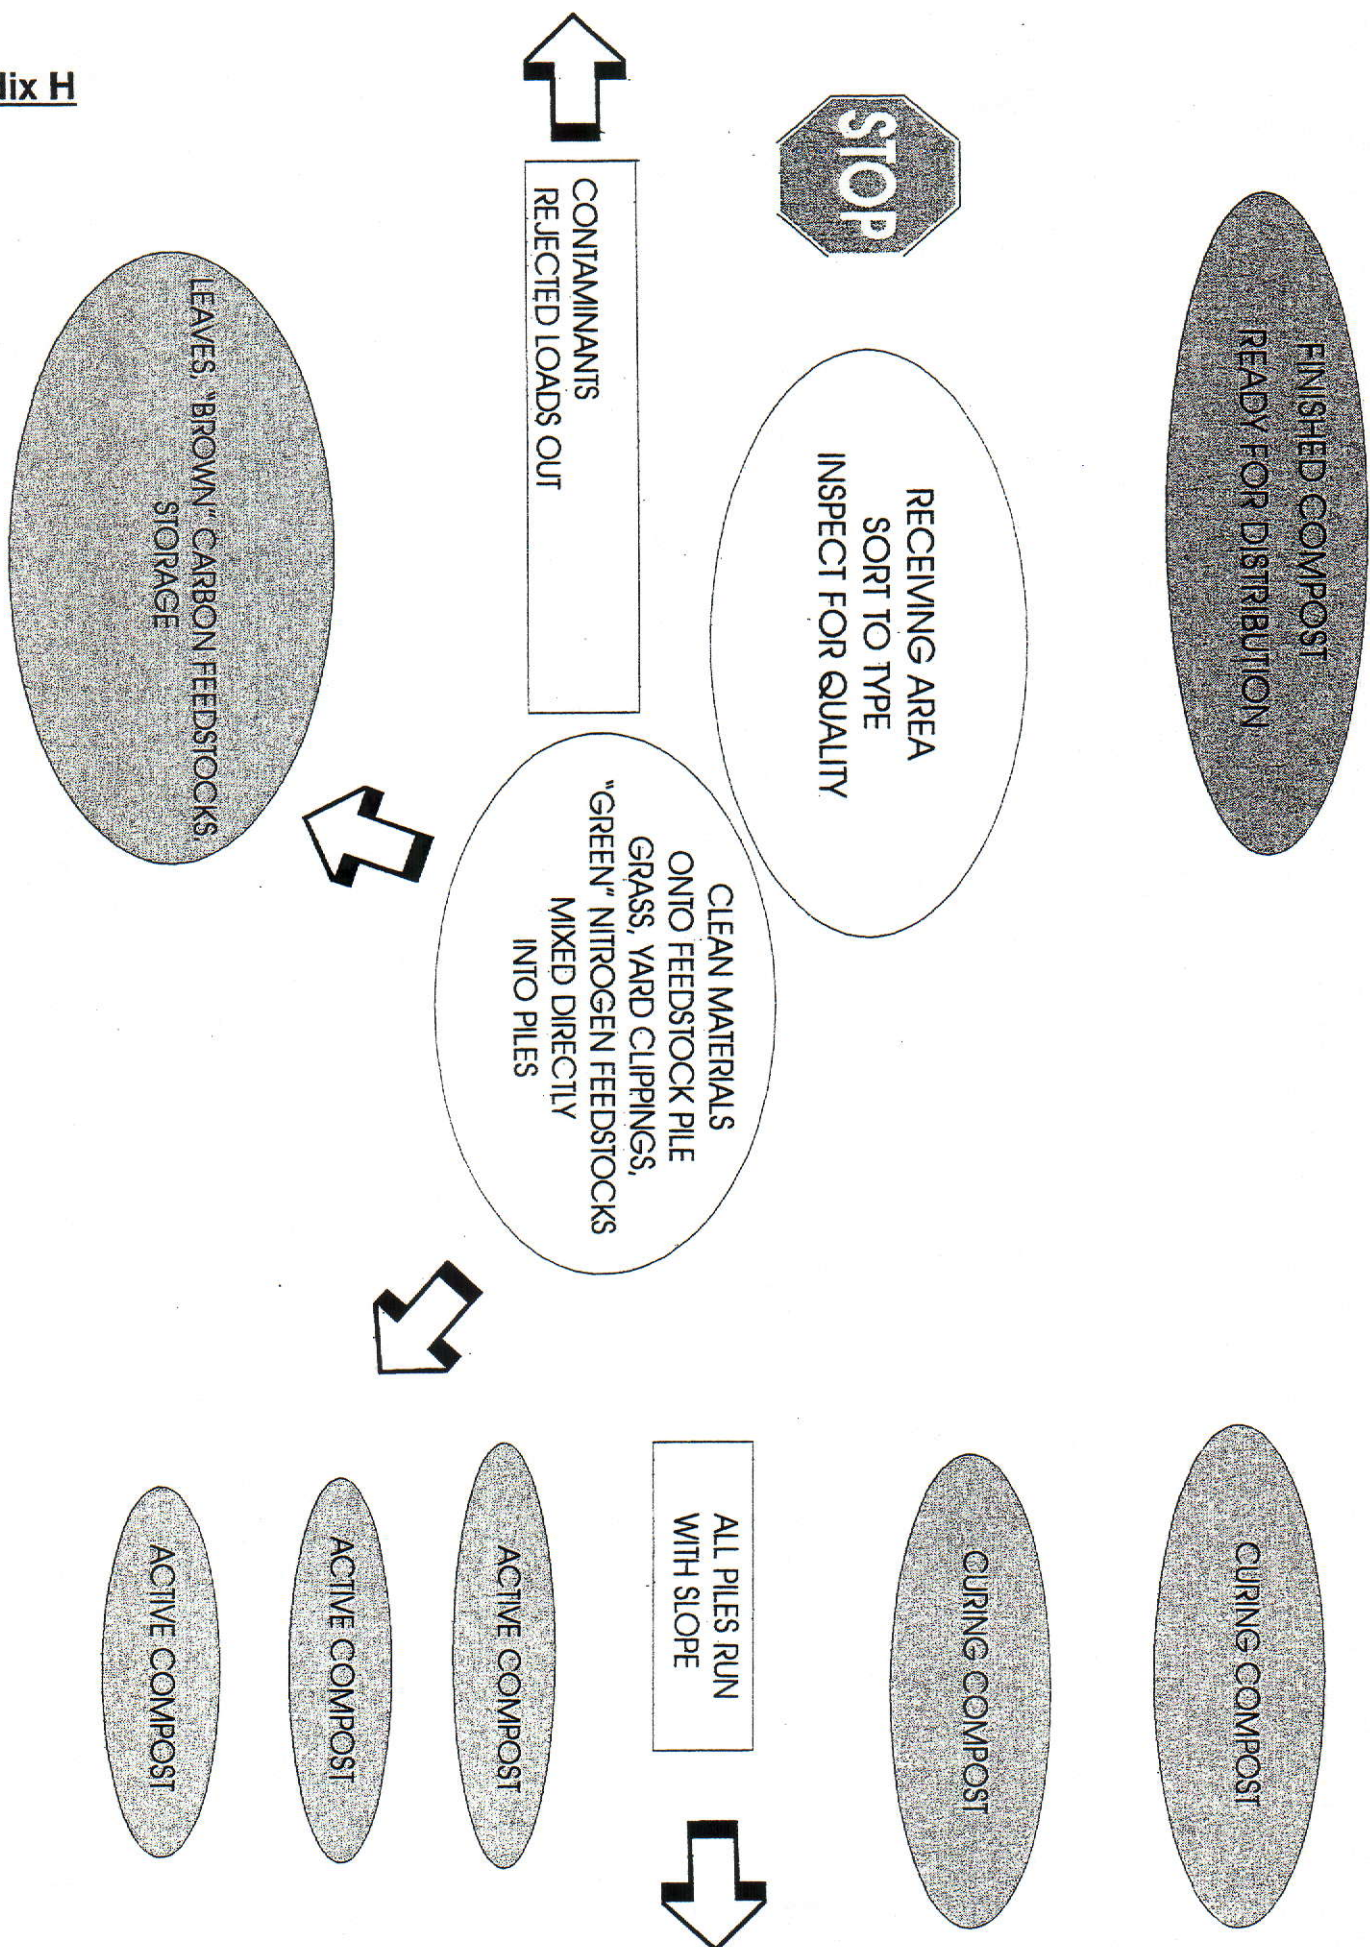 dix H
STOP
FINISHED COMPOST
READY FOR DISTRIBUTION
RECEIVING AREA
SORT TO TYPE
INSPECT FOR QUALITY
CONTAMINANTS
REJECTED LOADS OUT
LEAVES, "BROWN" CARBON FEEDSTOCKS,
STORAGE
CLEAN MATERIALS
ONTO FEEDSTOCK PILE
GRASS, YARD CLIPPINGS,
"GREEN" NITROGEN FEEDSTOCKS
MIXED DIRECTLY
INTO PILES
CURING COMPOST
CURING COMPOST
ALL PILES RUN
WITH SLOPE
ACTIVE COMPOST
ACTIVE COMPOST
ACTIVE COMPOST